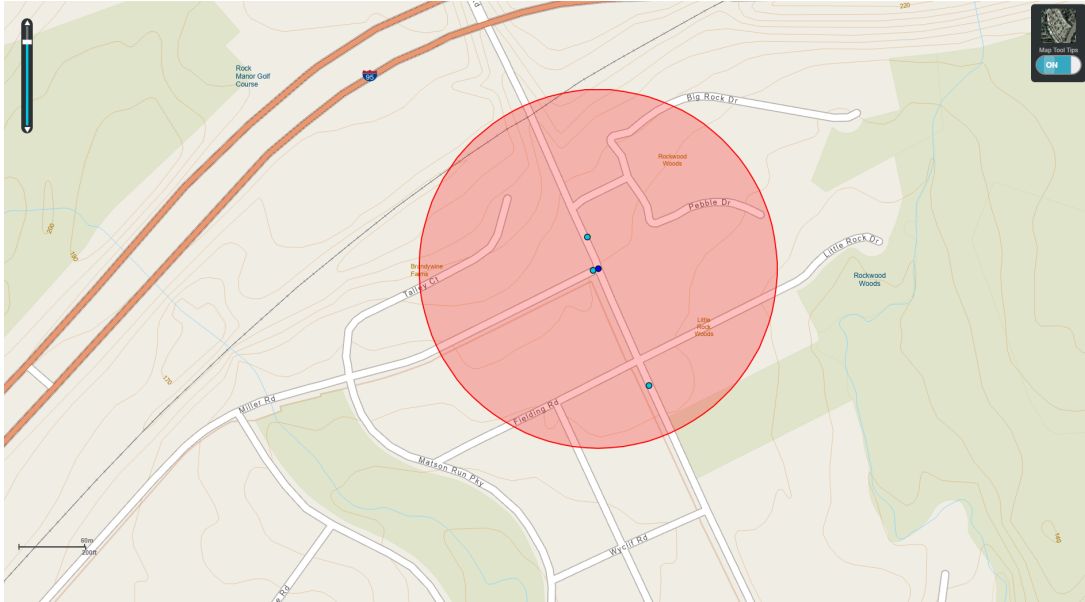 220
Map Tool Tips
ON
Rock
Manor Golf
Course
95
Big Rock Dr
Rockwood
Woods
Pebble Dr
200
190
Little Rock Dr
Brandywine
Farms
Talley Ct
Rockwood
Woods
Little
Rock
Woods
170
Miller Rd
Fielding Rd
Matson Run Pky
60m
200ft
Wyclif Rd
140
Rd